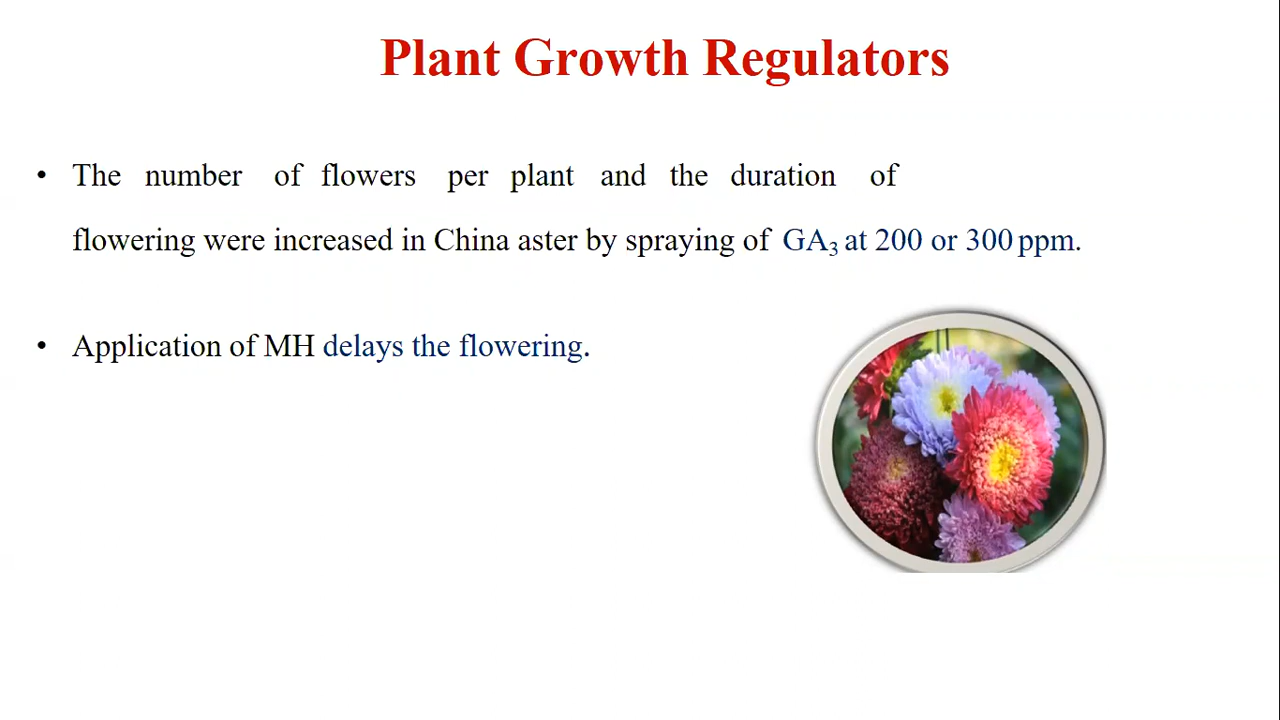 Plant Growth Regulators
• The number of flowers per plant and the duration of
flowering were increased in China aster by spraying of GA₃ at 200 or 300 ppm.
• Application of MH delays the flowering.